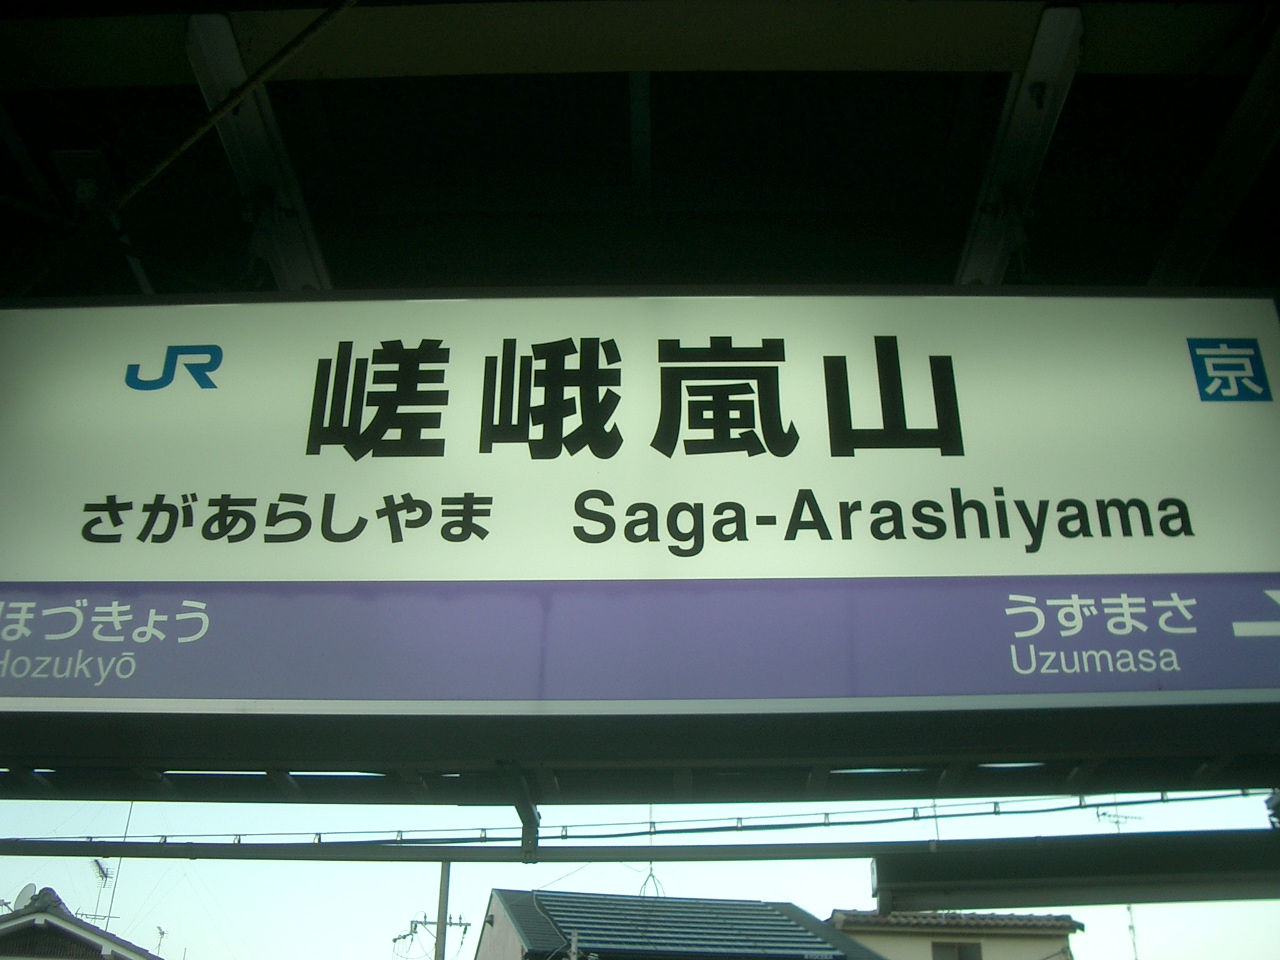 JR 嵯峨嵐山 京
さがあらしやま Saga-Arashiyama
ほづきょう うずまさ →
Hozukyō Uzumasa